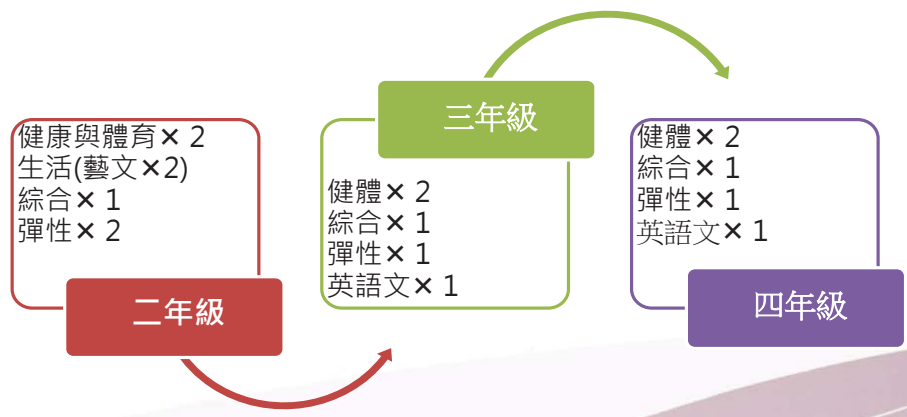 健康與體育× 2
生活(藝文×2)
綜合× 1
彈性× 2
二年級
三年級
健體× 2
綜合× 1
彈性× 1
英語文× 1
健體× 2
綜合× 1
彈性× 1
英語文× 1
四年級